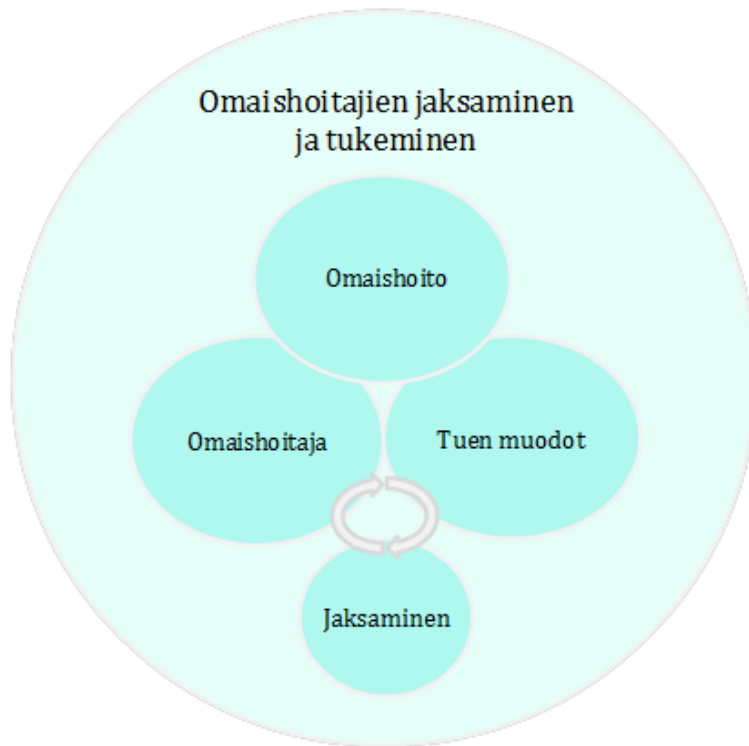 Omaishoitajien jaksaminen
ja tukeminen
Omaishoito
Omaishoitaja
Tuen muodot
Jaksaminen